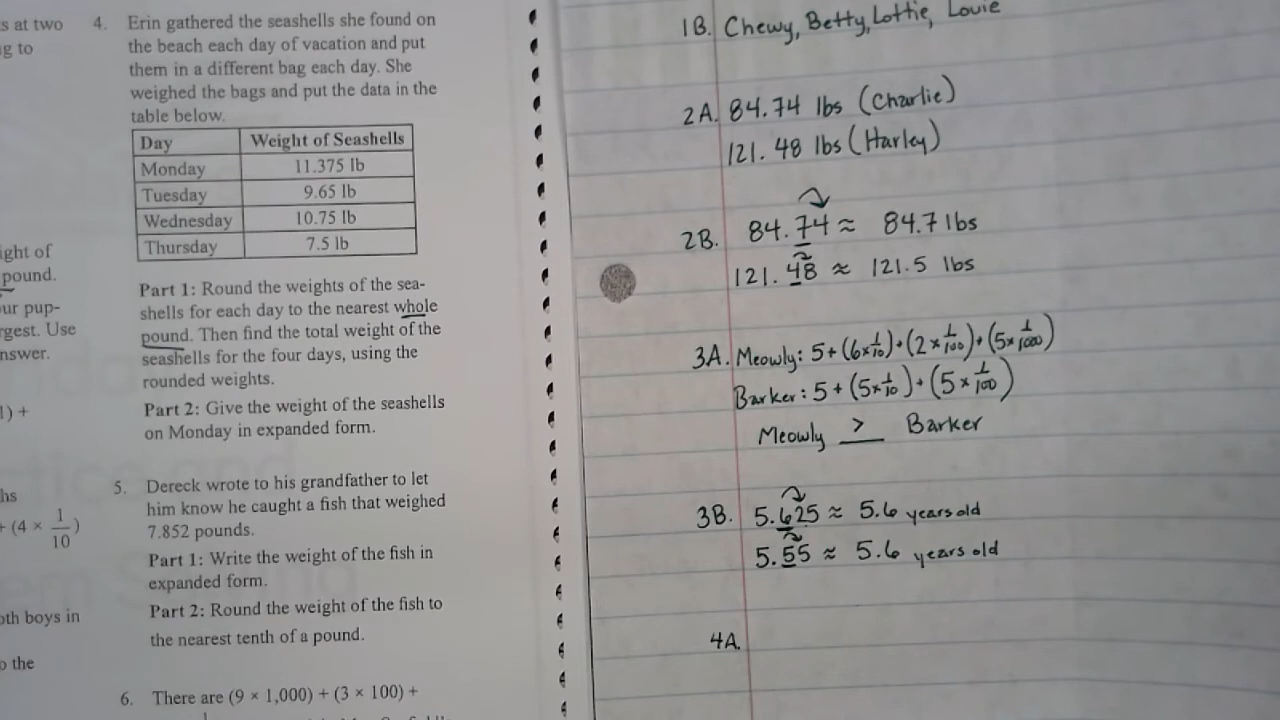 s at two
g to
ight of
pound.
ur pup-
rgest. Use
nswer.
1) +
hs
+ (4 × 1/10)
oth boys in
o the
4. Erin gathered the seashells she found on
the beach each day of vacation and put
them in a different bag each day. She
weighed the bags and put the data in the
table below.
Day Weight of Seashells
Monday 11.375 lb
Tuesday 9.65 lb
Wednesday 10.75 lb
Thursday 7.5 lb
Part 1: Round the weights of the sea-
shells for each day to the nearest whole
pound. Then find the total weight of the
seashells for the four days, using the
rounded weights.
Part 2: Give the weight of the seashells
on Monday in expanded form.
5. Dereck wrote to his grandfather to let
him know he caught a fish that weighed
7.852 pounds.
Part 1: Write the weight of the fish in
expanded form.
Part 2: Round the weight of the fish to
the nearest tenth of a pound.
6. There are (9 × 1,000) + (3 × 100) +
1B. Chewy, Betty, Lottie, Louie
2A. 84.74 lbs (Charlie)
121.48 lbs (Harley)
2B. 84.74 ≈ 84.7 lbs
121.48 ≈ 121.5 lbs
3A. Meowly: 5 + (6 × 1/10) + (2 × 1/100) + (5 × 1/1000)
Barker: 5 + (5 × 1/10) + (5 × 1/100)
Meowly > Barker
3B. 5.625 ≈ 5.6 years old
5.55 ≈ 5.6 years old
4A.